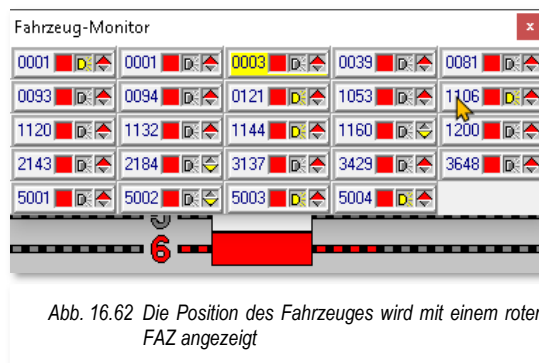 Fahrzeug-Monitor x
0001 D 0001 D 0003 D 0039 D 0081 D
0093 D 0094 D 0121 D 1053 D 1106 D
1120 D 1132 D 1144 D 1160 D 1200 D
2143 D 2184 D 3137 D 3429 D 3648 D
5001 D 5002 D 5003 D 5004 D
6
Abb. 16.62 Die Position des Fahrzeuges wird mit einem roten
FAZ angezeigt